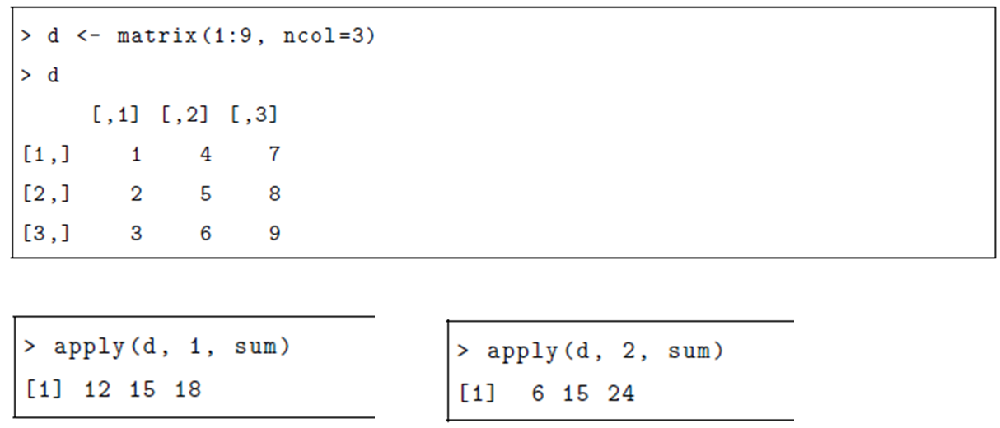 > d <- matrix(1:9, ncol=3)
> d
     [,1] [,2] [,3]
[1,]    1    4    7
[2,]    2    5    8
[3,]    3    6    9
> apply(d, 1, sum)
[1] 12 15 18
> apply(d, 2, sum)
[1]  6 15 24